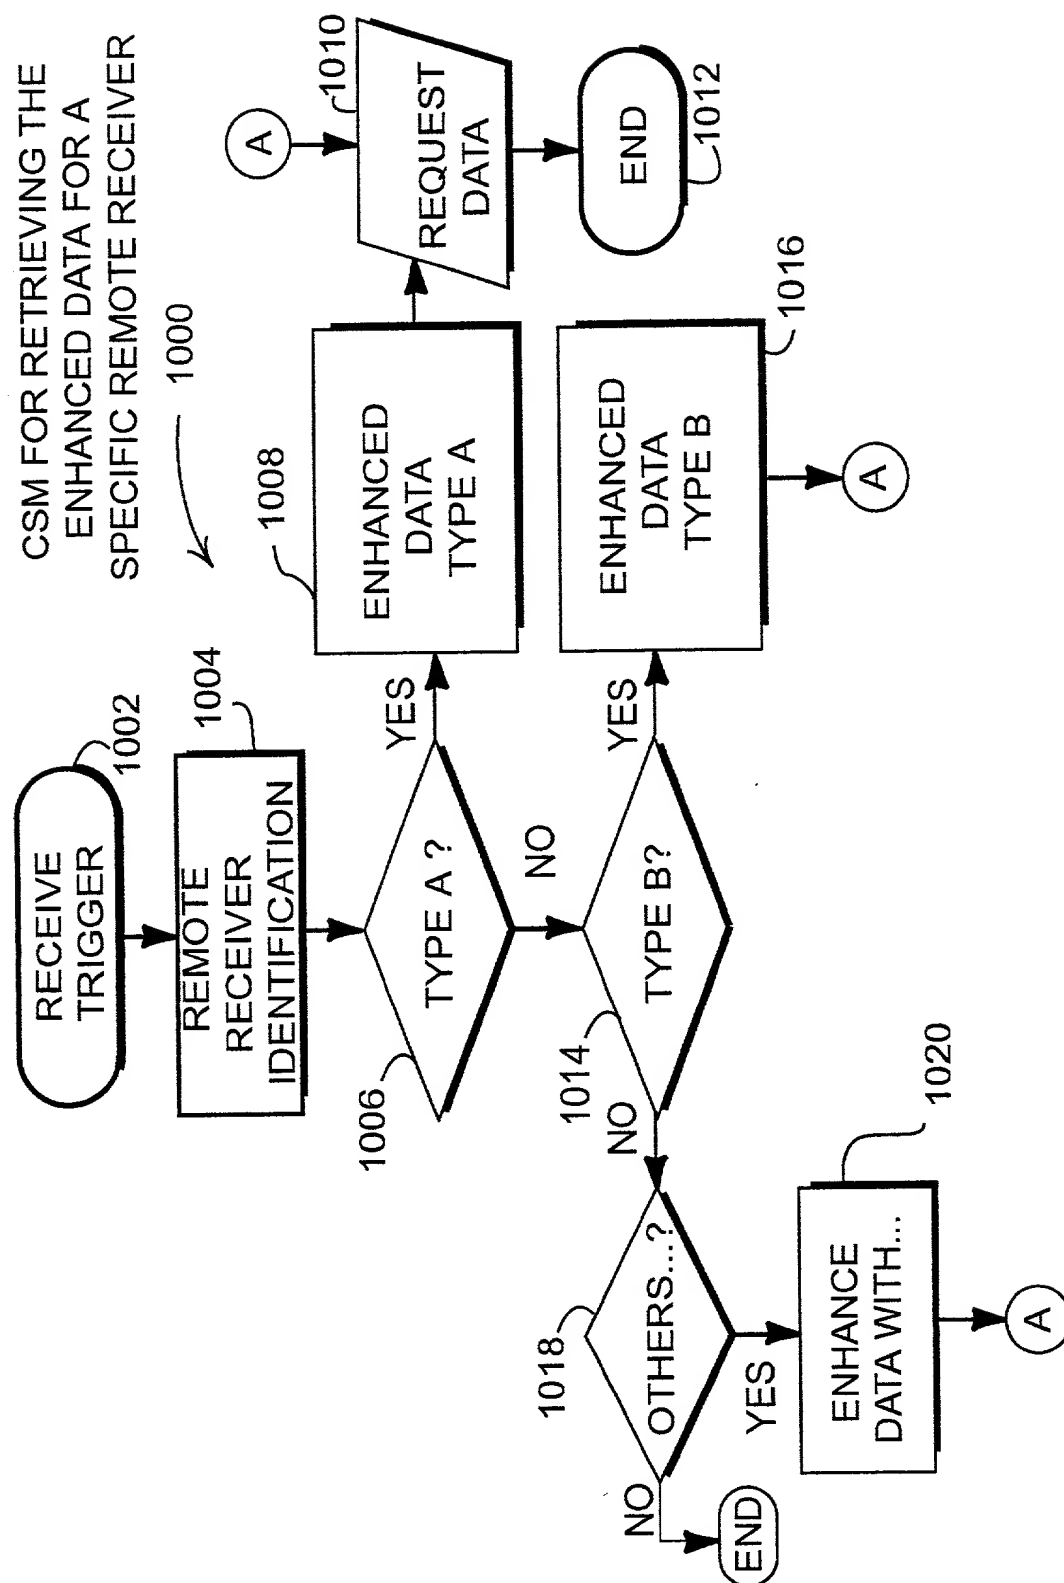 CSM FOR RETRIEVING THE
ENHANCED DATA FOR A
SPECIFIC REMOTE RECEIVER
1000
RECEIVE
TRIGGER
1002
REMOTE
RECEIVER
IDENTIFICATION
1004
TYPE A ?
1006
YES
NO
ENHANCED
DATA
TYPE A
1008
A
REQUEST
DATA
1010
END
1012
TYPE B?
1014
YES
NO
ENHANCED
DATA
TYPE B
1016
A
OTHERS...?
1018
YES
NO
END
ENHANCE
DATA WITH...
1020
A